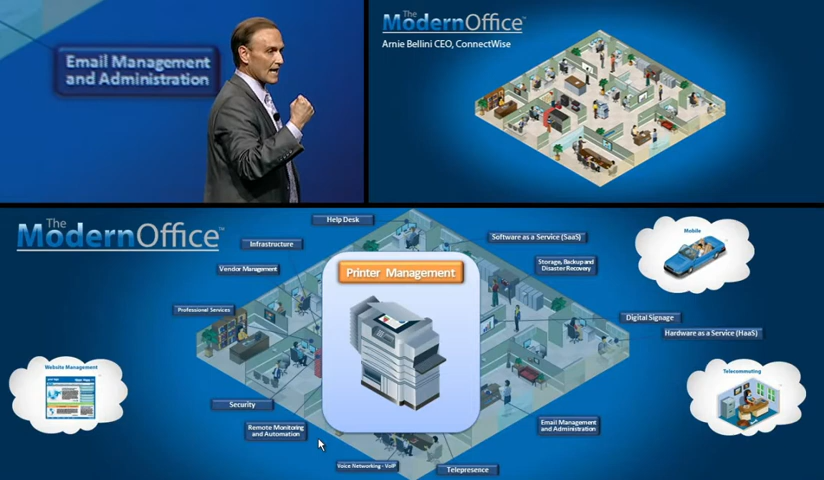 Email Management
and Administration
The
ModernOffice™
Arnie Bellini CEO, ConnectWise
The
ModernOffice™
Help Desk
Infrastructure
Vendor Management
Professional Services
Website Management
Security
Remote Monitoring
and Automation
Voice Networking - VoIP
Telepresence
Printer Management
Software as a Service (SaaS)
Storage, Backup and
Disaster Recovery
Mobile
Digital Signage
Hardware as a Service (HaaS)
Telecommuting
Email Management
and Administration